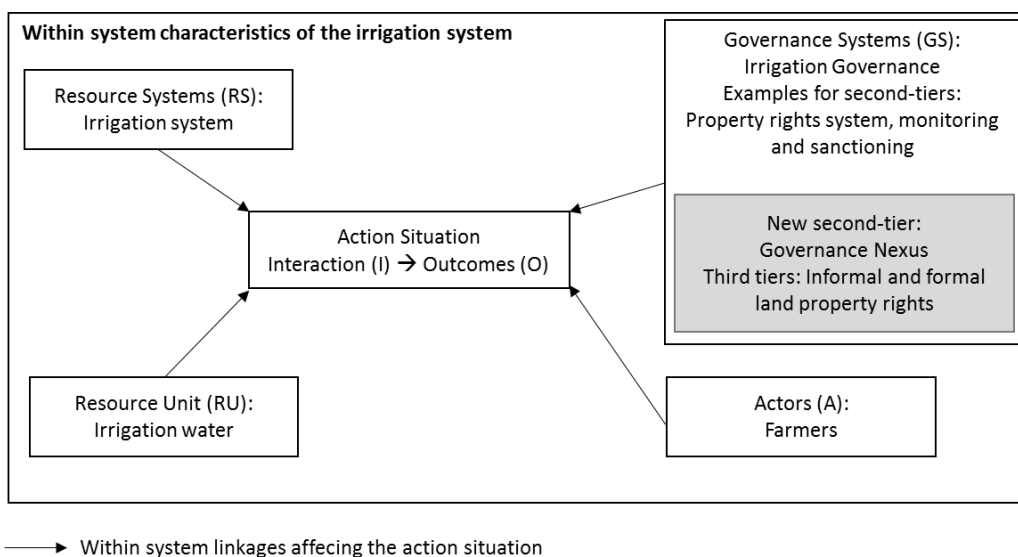 Within system characteristics of the irrigation system
Resource Systems (RS):
Irrigation system
Governance Systems (GS):
Irrigation Governance
Examples for second-tiers:
Property rights system, monitoring
and sanctioning
New second-tier:
Governance Nexus
Third tiers: Informal and formal
land property rights
Action Situation
Interaction (I) → Outcomes (O)
Resource Unit (RU):
Irrigation water
Actors (A):
Farmers
Within system linkages affecing the action situation